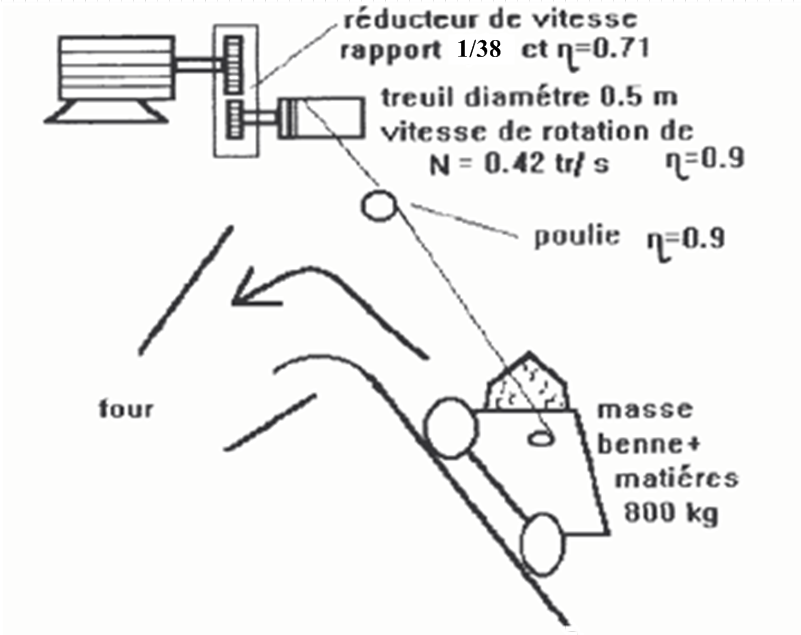 réducteur de vitesse
rapport 1/38 et η=0.71
treuil diamétre 0.5 m
vitesse de rotation de
N = 0.42 tr/ s η=0.9
poulie η=0.9
four
masse
benne+
matiéres
800 kg